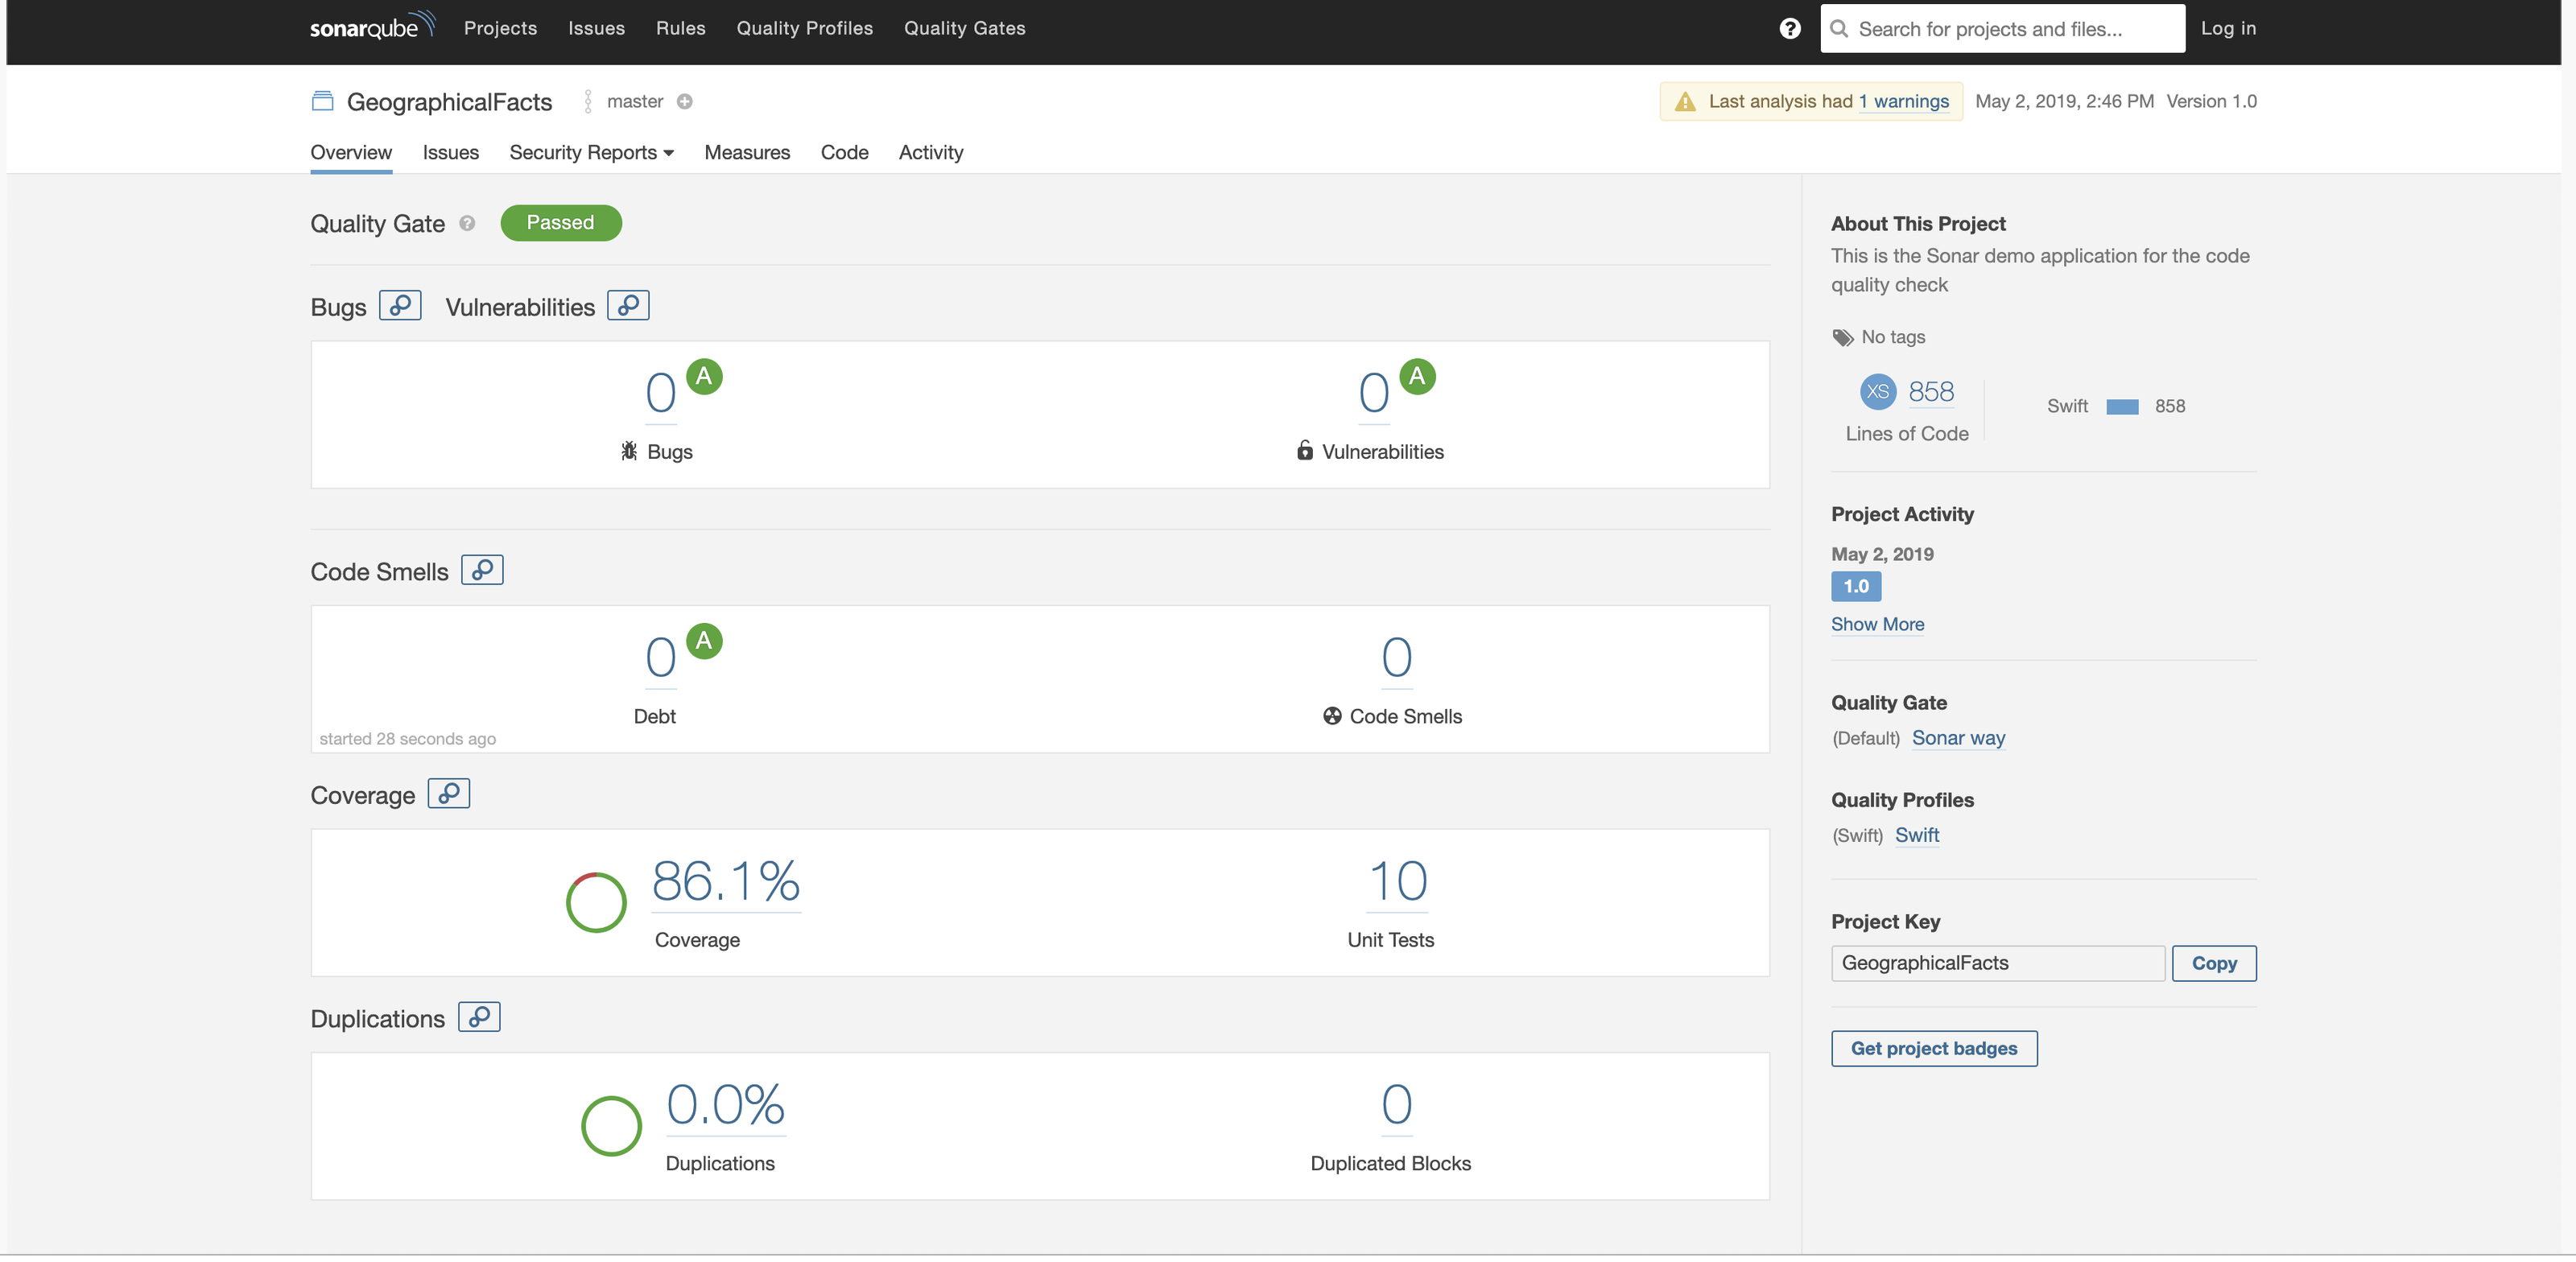 sonarqube Projects Issues Rules Quality Profiles Quality Gates ? Search for projects and files... Log in
GeographicalFacts master Last analysis had 1 warnings May 2, 2019, 2:46 PM Version 1.0
Overview Issues Security Reports Measures Code Activity
Quality Gate ? Passed
Bugs Vulnerabilities
0 A 0 A
Bugs Vulnerabilities
Code Smells
0 A 0
Debt Code Smells
started 28 seconds ago
Coverage
86.1% 10
Coverage Unit Tests
Duplications
0.0% 0
Duplications Duplicated Blocks
About This Project
This is the Sonar demo application for the code
quality check
No tags
XS 858
Lines of Code
Swift 858
Project Activity
May 2, 2019
1.0
Show More
Quality Gate
(Default) Sonar way
Quality Profiles
(Swift) Swift
Project Key
GeographicalFacts Copy
Get project badges